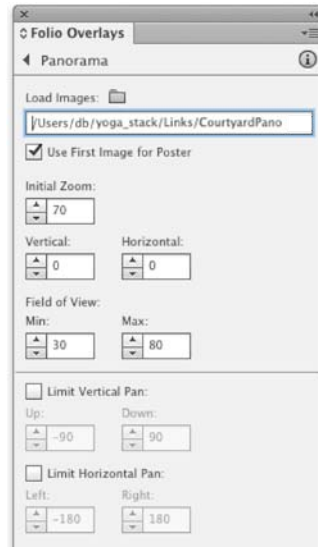 Folio Overlays
Panorama
Load Images:
/Users/db/yoga_stack/Links/CourtyardPano
Use First Image for Poster
Initial Zoom:
70
Vertical: Horizontal:
0 0
Field of View:
Min: Max:
30 80
Limit Vertical Pan:
Up: Down:
-90 90
Limit Horizontal Pan:
Left: Right:
-180 180